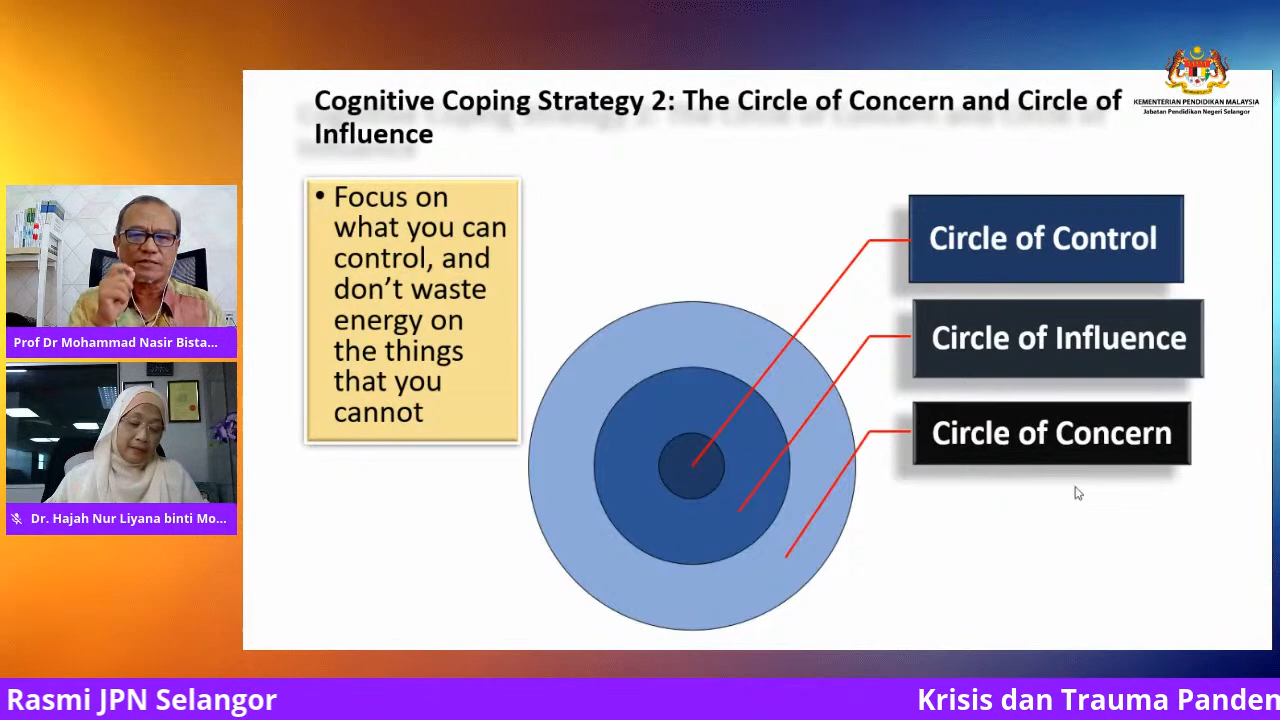 Cognitive Coping Strategy 2: The Circle of Concern and Circle of
Influence
KEMENTERIAN PENDIDIKAN MALAYSIA
Jabatan Pendidikan Negeri Selangor
• Focus on
what you can
control, and
don’t waste
energy on
the things
that you
cannot
Circle of Control
Circle of Influence
Circle of Concern
Prof Dr Mohammad Nasir Bista...
Dr. Hajah Nur Liyana binti Mo...
Rasmi JPN Selangor
Krisis dan Trauma Panden